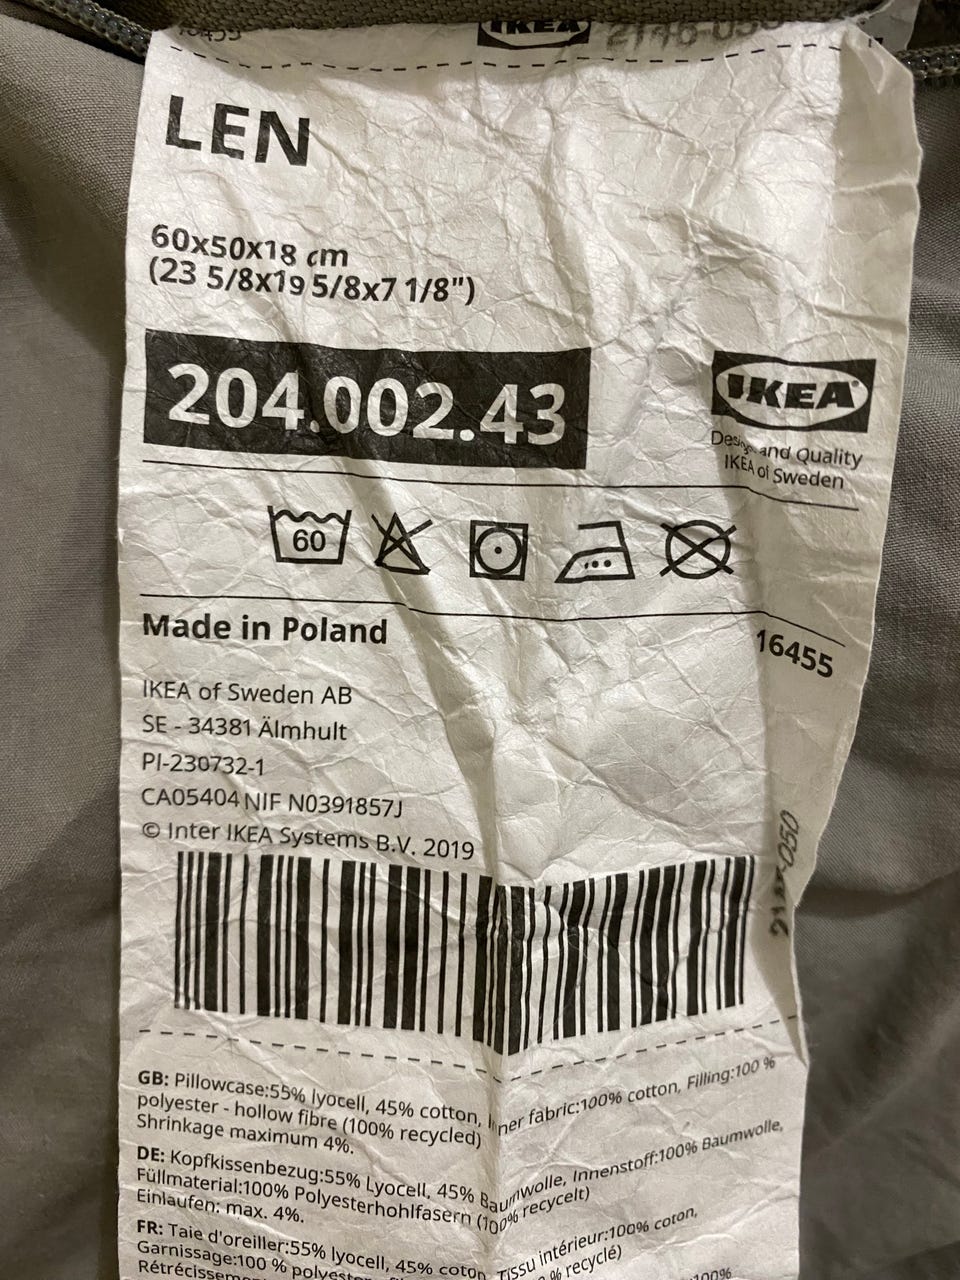 16455 IKEA
LEN
60x50x18 cm
(23 5/8x19 5/8x7 1/8")
204.002.43
IKEA®
Design and Quality
IKEA of Sweden
60
Made in Poland
16455
IKEA of Sweden AB
SE - 34381 Älmhult
PI-230732-1
CA05404 NIF N0391857J
© Inter IKEA Systems B.V. 2019
GB: Pillowcase:55% lyocell, 45% cotton, Inner fabric:100% cotton, Filling:100 %
polyester - hollow fibre (100% recycled)
Shrinkage maximum 4%.
DE: Kopfkissenbezug:55% Lyocell, 45% Baumwolle, Innenstoff:100% Baumwolle,
Füllmaterial:100% Polyesterhohlfasern (100% recycelt)
Einlaufen: max. 4%.
FR: Taie d'oreiller:55% lyocell, 45% coton, Tissu intérieur:100% coton,
Garnissage:100 % % recyclé)